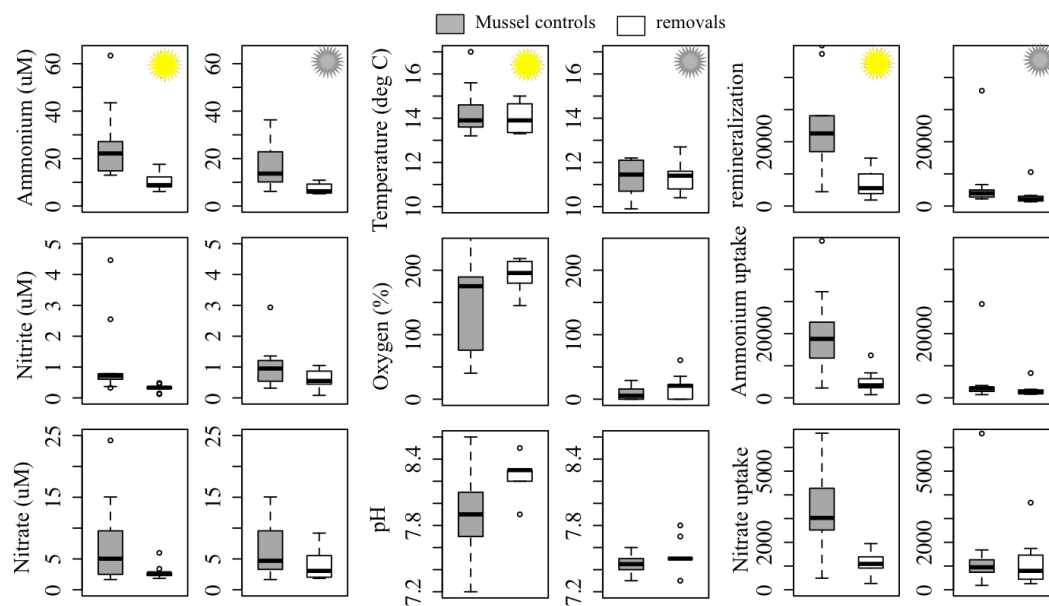 Mussel controls removals
Ammonium (uM)
0 20 40 60
0 20 40 60
Temperature (deg C)
10 12 14 16
10 12 14 16
remineralization
0 20000
0 20000
Nitrite (uM)
0 1 2 3 4 5
0 1 2 3 4 5
Oxygen (%)
0 100 200
0 100 200
Ammonium uptake
0 20000
0 20000
Nitrate (uM)
0 5 15 25
0 5 15 25
pH
7.2 7.8 8.4
7.2 7.8 8.4
Nitrate uptake
0 2000 5000
0 2000 5000